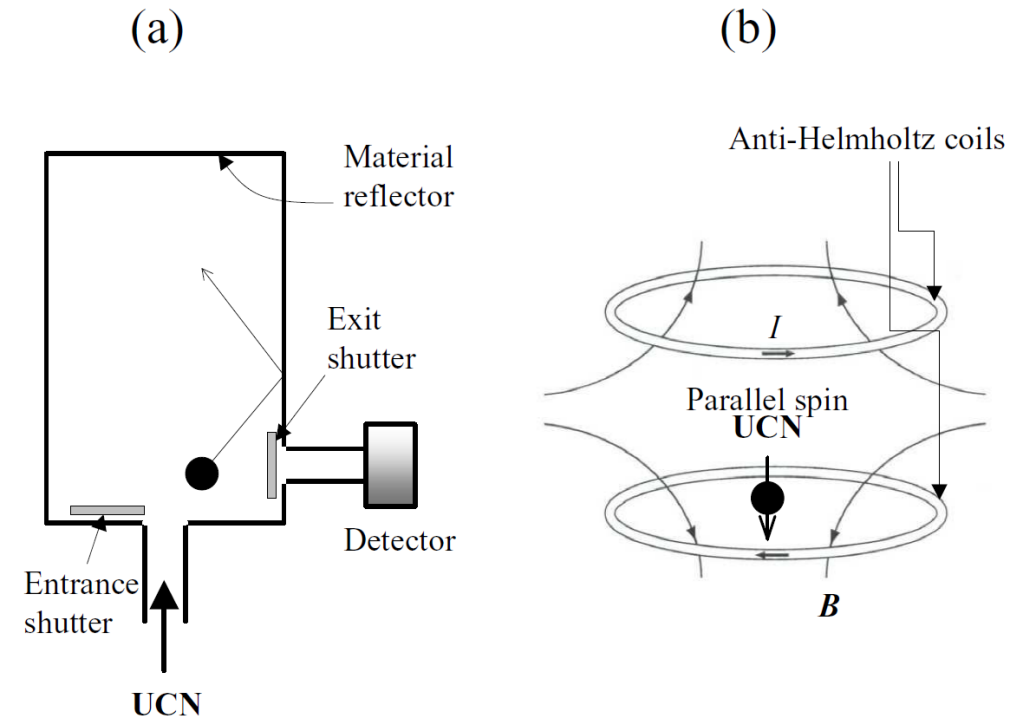 (a)
Material
reflector
Exit
shutter
Detector
Entrance
shutter
UCN
(b)
Anti-Helmholtz coils
I
Parallel spin
UCN
B